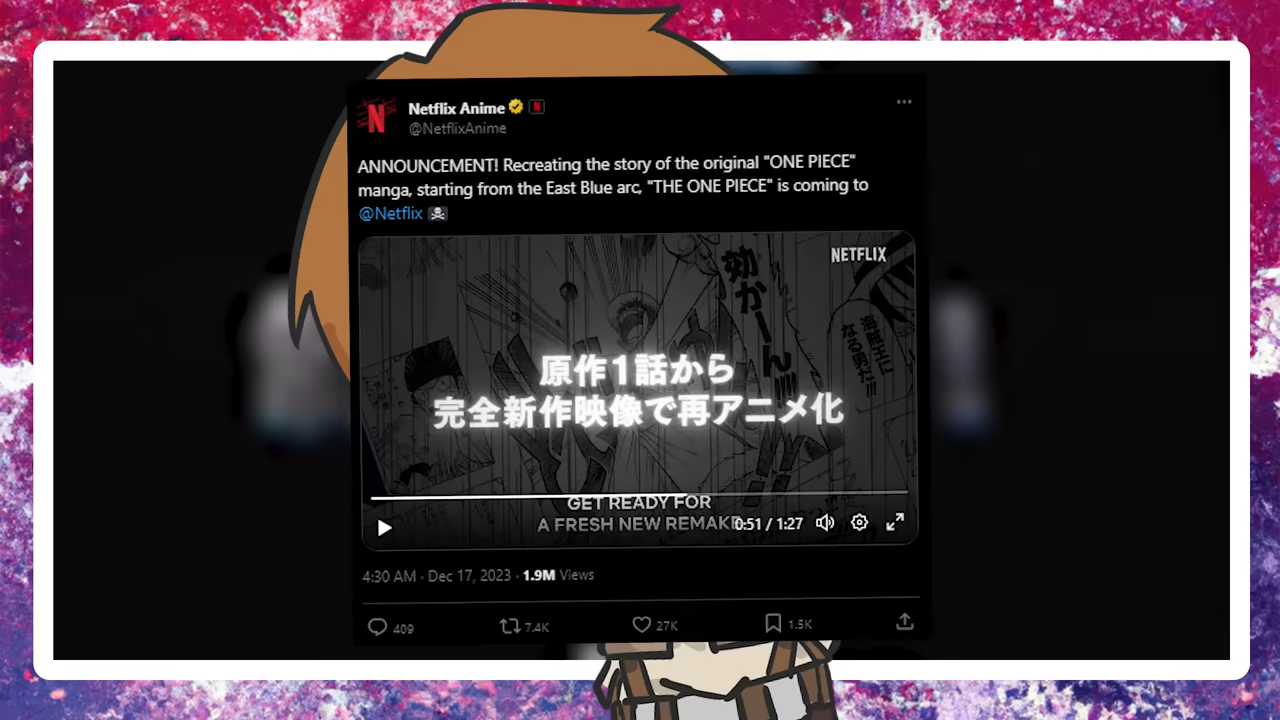 Netflix Anime
@NetflixAnime
ANNOUNCEMENT! Recreating the story of the original "ONE PIECE"
manga, starting from the East Blue arc, "THE ONE PIECE" is coming to
@Netflix
NETFLIX
効かーん!!!
海賊王に
なる男だ!!!
原作1話から
完全新作映像で再アニメ化
GET READY FOR
A FRESH NEW REMAKE
0:51 / 1:27
4:30 AM · Dec 17, 2023 · 1.9M Views
409 7.4K 27K 1.5K